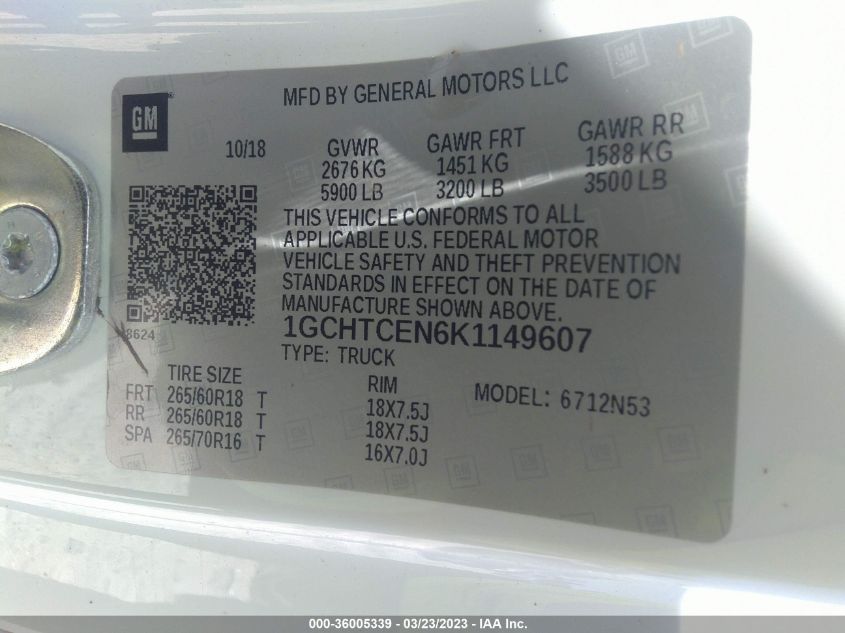 GM
MFD BY GENERAL MOTORS LLC
10/18
GVWR GAWR FRT GAWR RR
2676 KG 1451 KG 1588 KG
5900 LB 3200 LB 3500 LB
THIS VEHICLE CONFORMS TO ALL
APPLICABLE U.S. FEDERAL MOTOR
VEHICLE SAFETY AND THEFT PREVENTION
STANDARDS IN EFFECT ON THE DATE OF
MANUFACTURE SHOWN ABOVE.
8624
1GCHTCEN6K1149607
TYPE: TRUCK
TIRE SIZE RIM
FRT 265/60R18 T 18X7.5J
RR 265/60R18 T 18X7.5J
SPA 265/70R16 T 16X7.0J
MODEL: 6712N53
000-36005339 - 03/23/2023 - IAA Inc.